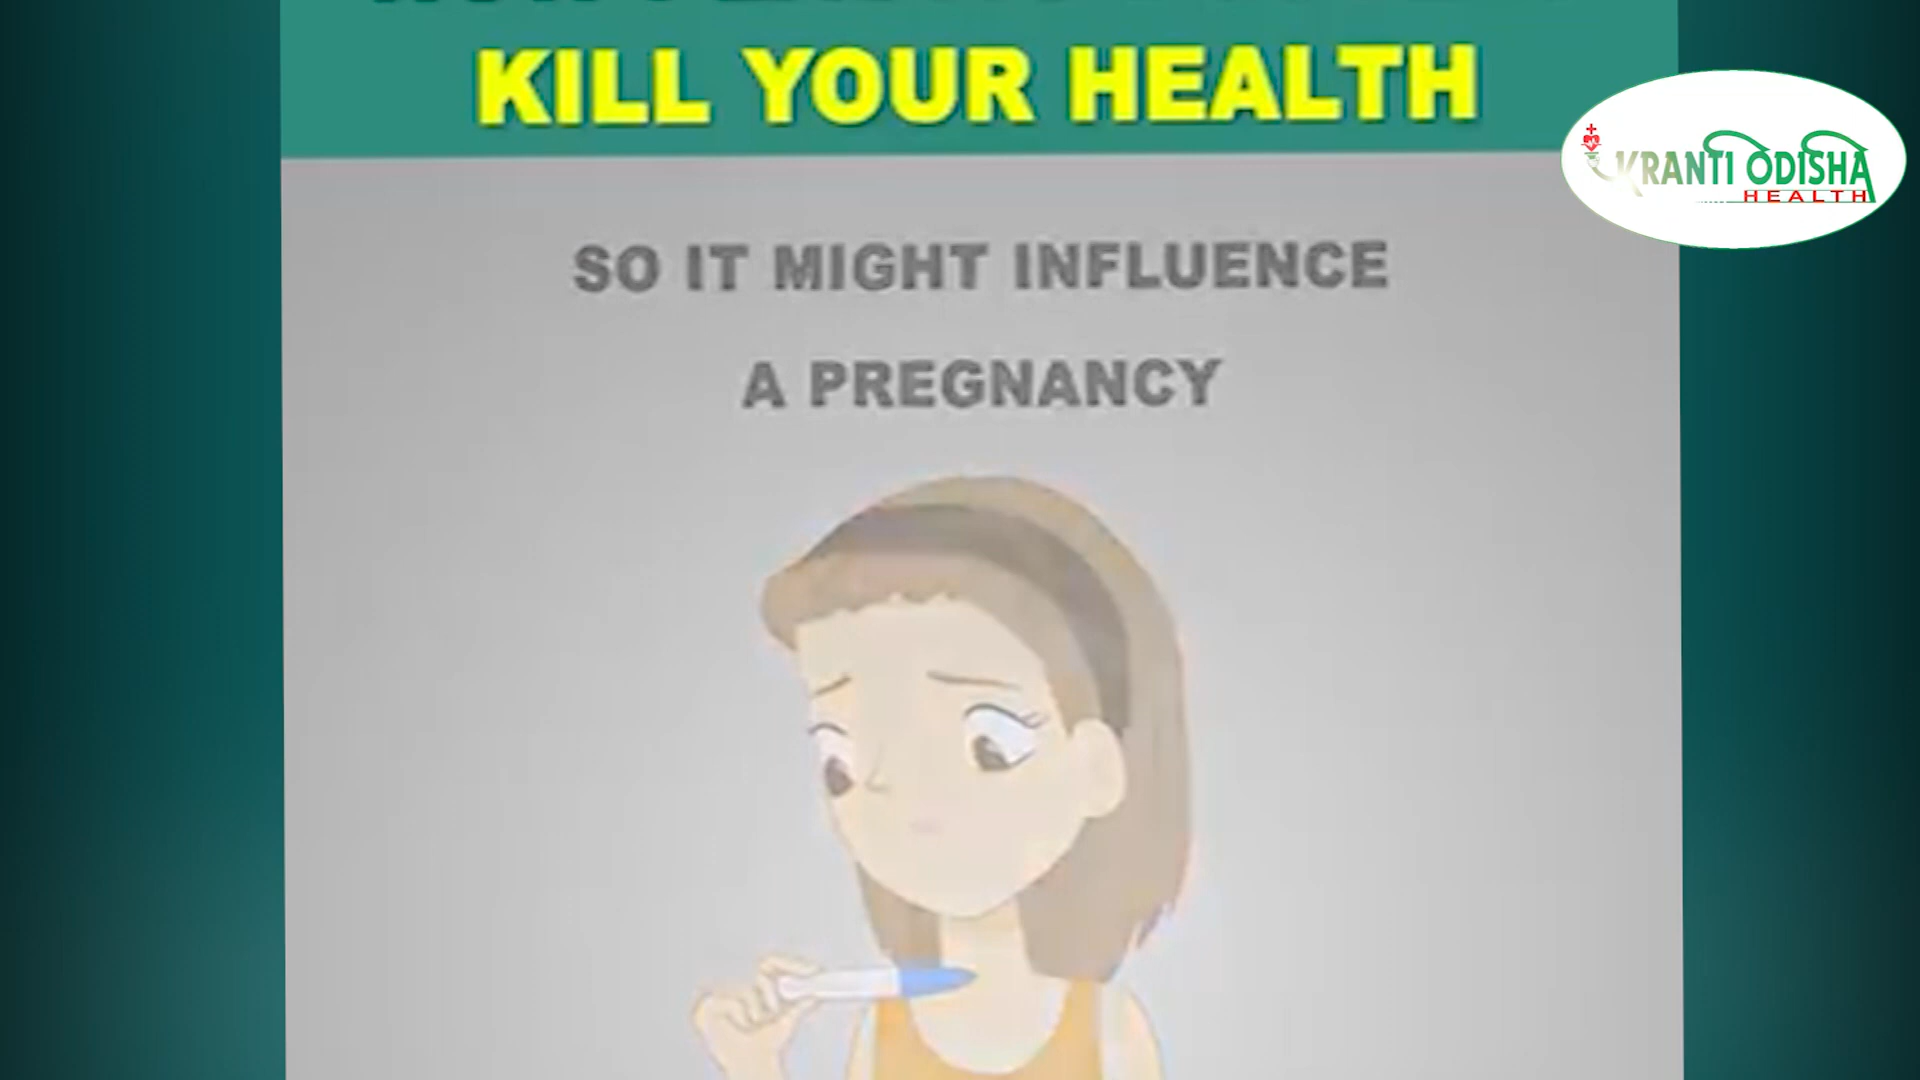 KILL YOUR HEALTH
KRANTI ODISHA
HEALTH
SO IT MIGHT INFLUENCE
A PREGNANCY